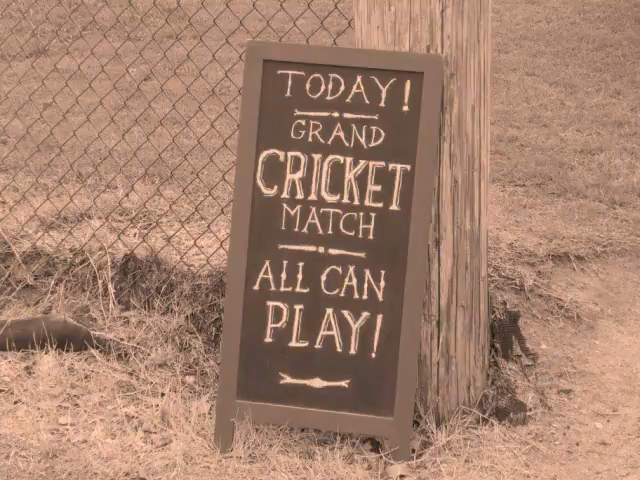 TODAY!
GRAND
CRICKET
MATCH
ALL CAN
PLAY!